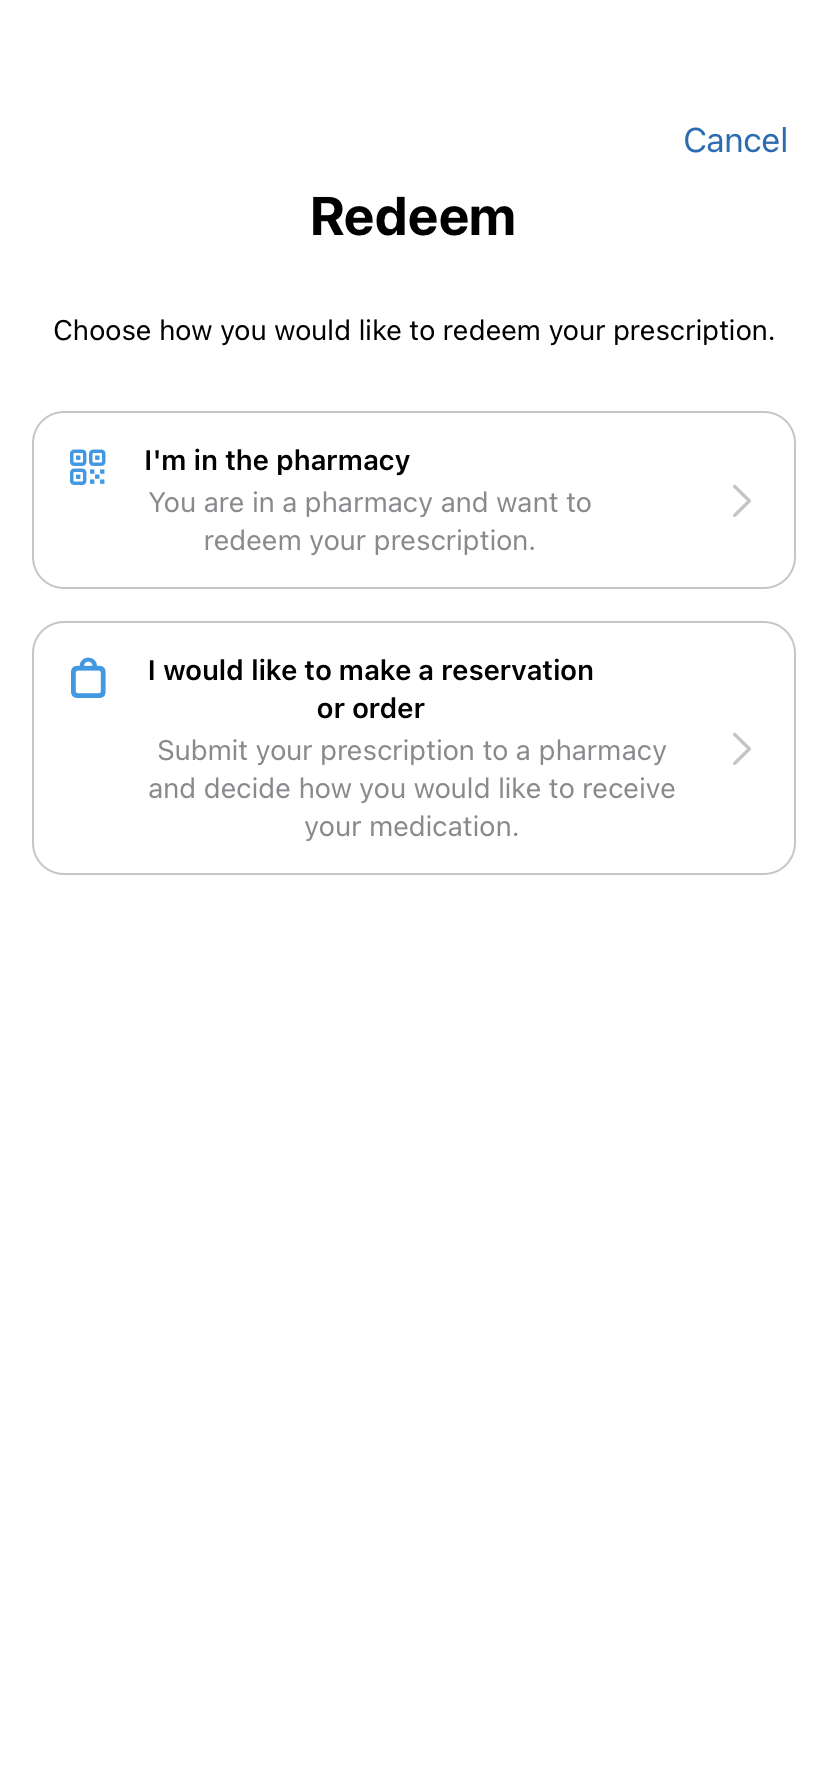 Cancel
Redeem
Choose how you would like to redeem your prescription.
I'm in the pharmacy
You are in a pharmacy and want to
redeem your prescription.
I would like to make a reservation
or order
Submit your prescription to a pharmacy
and decide how you would like to receive
your medication.